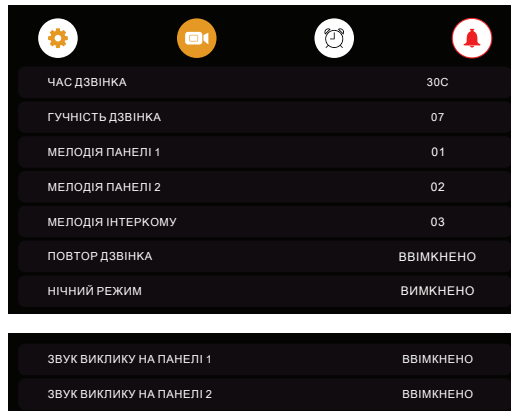 ЧАС ДЗВІНКА 30С
ГУЧНІСТЬ ДЗВІНКА 07
МЕЛОДІЯ ПАНЕЛІ 1 01
МЕЛОДІЯ ПАНЕЛІ 2 02
МЕЛОДІЯ ІНТЕРКОМУ 03
ПОВТОР ДЗВІНКА ВВІМКНЕНО
НІЧНИЙ РЕЖИМ ВИМКНЕНО
ЗВУК ВИКЛИКУ НА ПАНЕЛІ 1 ВВІМКНЕНО
ЗВУК ВИКЛИКУ НА ПАНЕЛІ 2 ВВІМКНЕНО